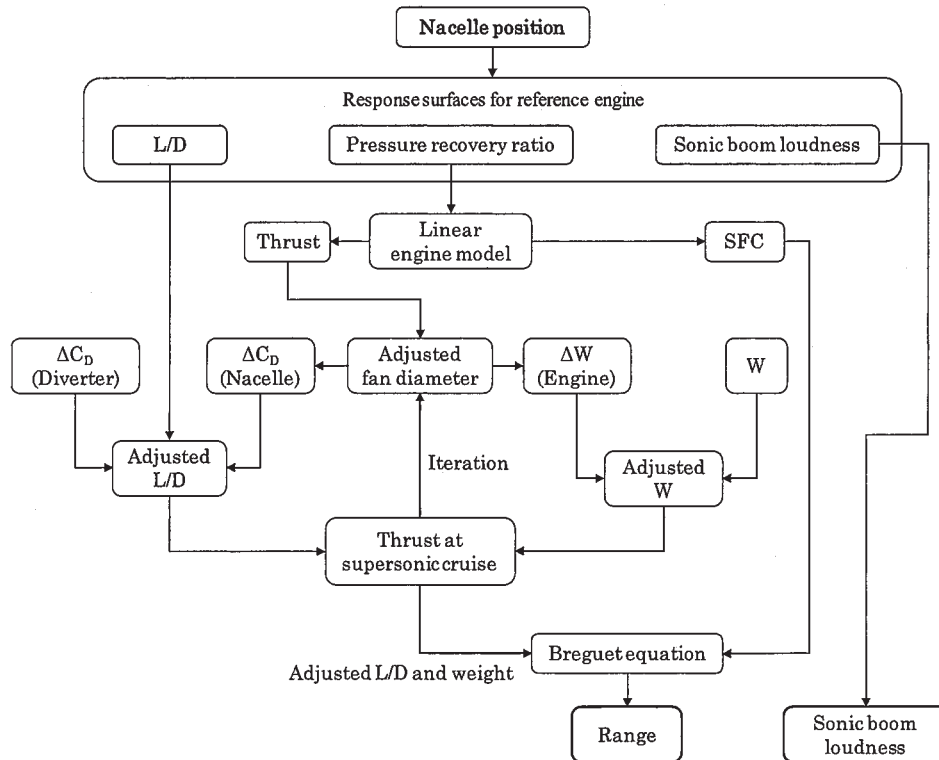 Nacelle position
Response surfaces for reference engine
L/D
Pressure recovery ratio
Sonic boom loudness
Thrust
Linear
engine model
SFC
ΔC_D
(Diverter)
ΔC_D
(Nacelle)
Adjusted
fan diameter
ΔW
(Engine)
W
Adjusted
L/D
Iteration
Adjusted
W
Thrust at
supersonic cruise
Adjusted L/D and weight
Breguet equation
Range
Sonic boom
loudness